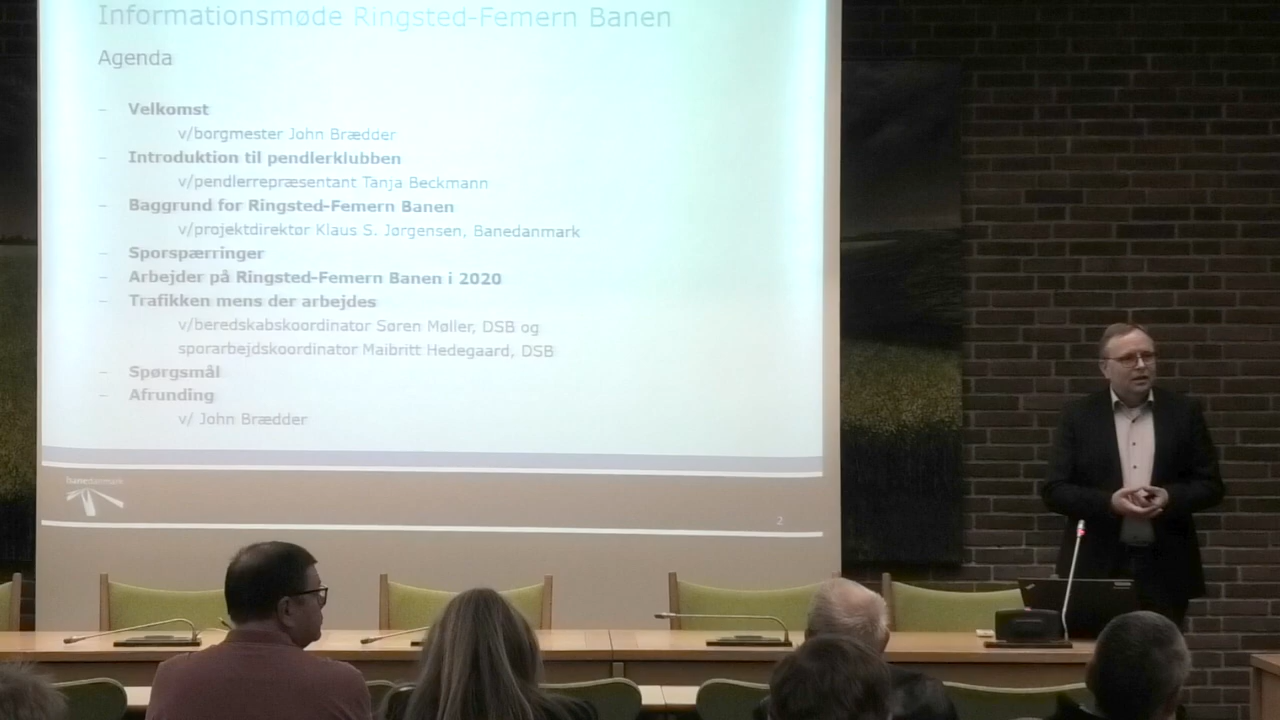 Informationsmøde Ringsted-Femern Banen
Agenda
– Velkomst
v/borgmester John Brædder
– Introduktion til pendlerklubben
v/pendlerrepræsentant Tanja Beckmann
– Baggrund for Ringsted-Femern Banen
v/projektdirektør Klaus S. Jørgensen, Banedanmark
– Sporspærringer
– Arbejder på Ringsted-Femern Banen i 2020
– Trafikken mens der arbejdes
v/beredskabskoordinator Søren Møller, DSB og
sporarbejdskoordinator Maibritt Hedegaard, DSB
– Spørgsmål
– Afrunding
v/ John Brædder
banedanmark
2